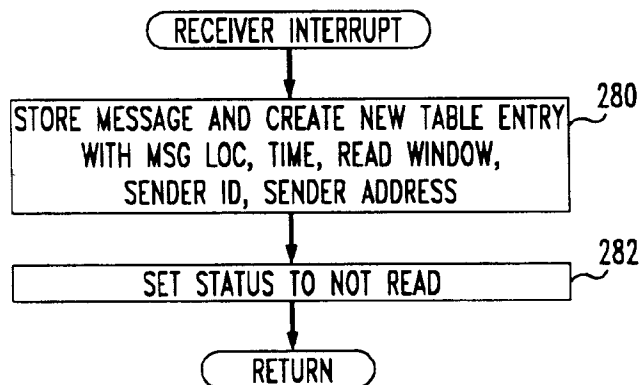 RECEIVER INTERRUPT
280
STORE MESSAGE AND CREATE NEW TABLE ENTRY
WITH MSG LOC, TIME, READ WINDOW,
SENDER ID, SENDER ADDRESS
282
SET STATUS TO NOT READ
RETURN